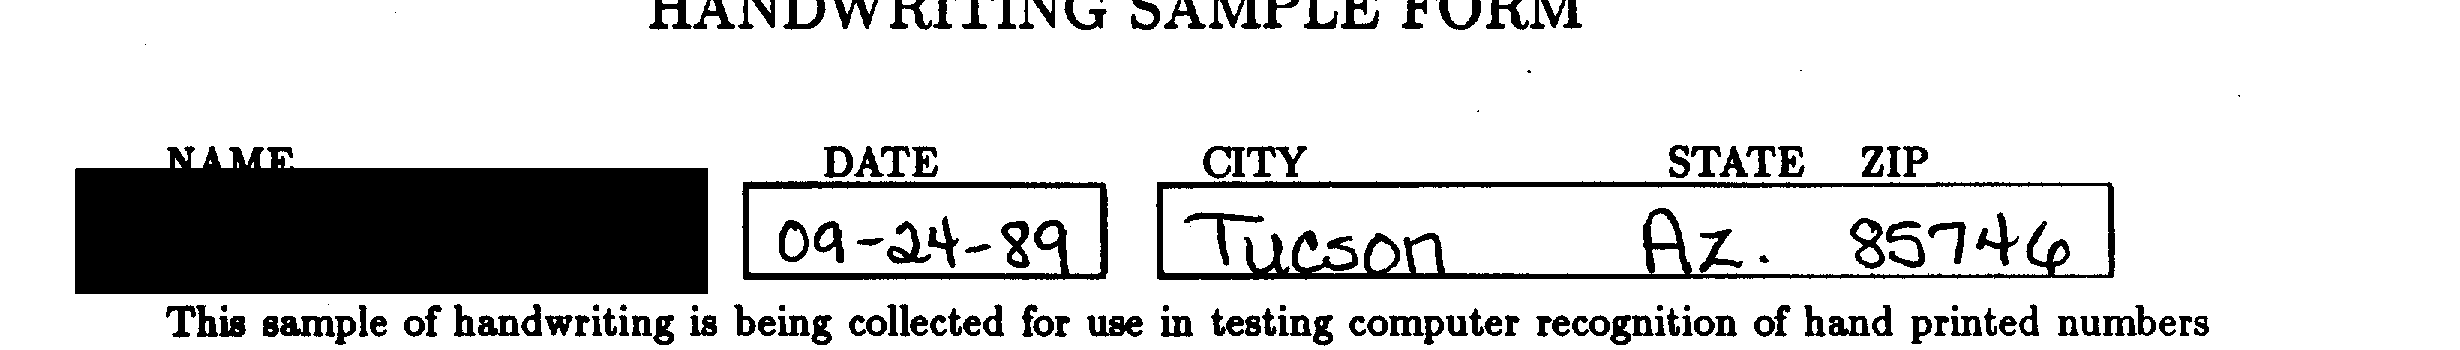 HANDWRITING SAMPLE FORM
NAME DATE CITY STATE ZIP
09-24-89 Tucson Az. 85746
This sample of handwriting is being collected for use in testing computer recognition of hand printed numbers